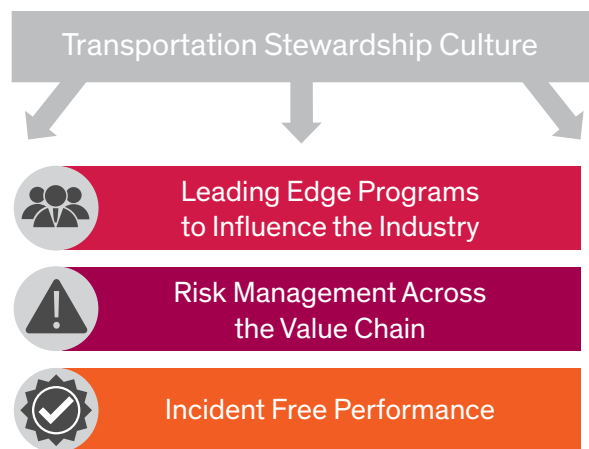 Transportation Stewardship Culture
Leading Edge Programs
to Influence the Industry
Risk Management Across
the Value Chain
Incident Free Performance